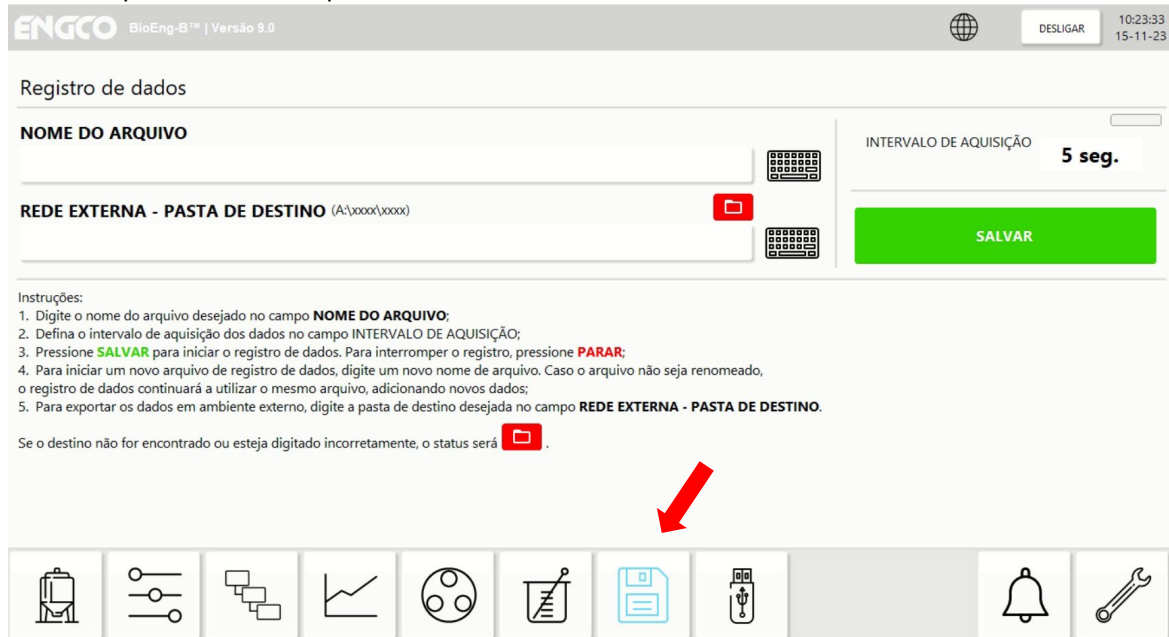 ENGCO BioEng-B™ | Versão 9.0
DESLIGAR
10:23:33
15-11-23
Registro de dados
NOME DO ARQUIVO
INTERVALO DE AQUISIÇÃO
5 seg.
REDE EXTERNA - PASTA DE DESTINO (A:\xxxx\xxxx)
SALVAR
Instruções:
1. Digite o nome do arquivo desejado no campo NOME DO ARQUIVO;
2. Defina o intervalo de aquisição dos dados no campo INTERVALO DE AQUISIÇÃO;
3. Pressione SALVAR para iniciar o registro de dados. Para interromper o registro, pressione PARAR;
4. Para iniciar um novo arquivo de registro de dados, digite um novo nome de arquivo. Caso o arquivo não seja renomeado,
o registro de dados continuará a utilizar o mesmo arquivo, adicionando novos dados;
5. Para exportar os dados em ambiente externo, digite a pasta de destino desejada no campo REDE EXTERNA - PASTA DE DESTINO.
Se o destino não for encontrado ou esteja digitado incorretamente, o status será .